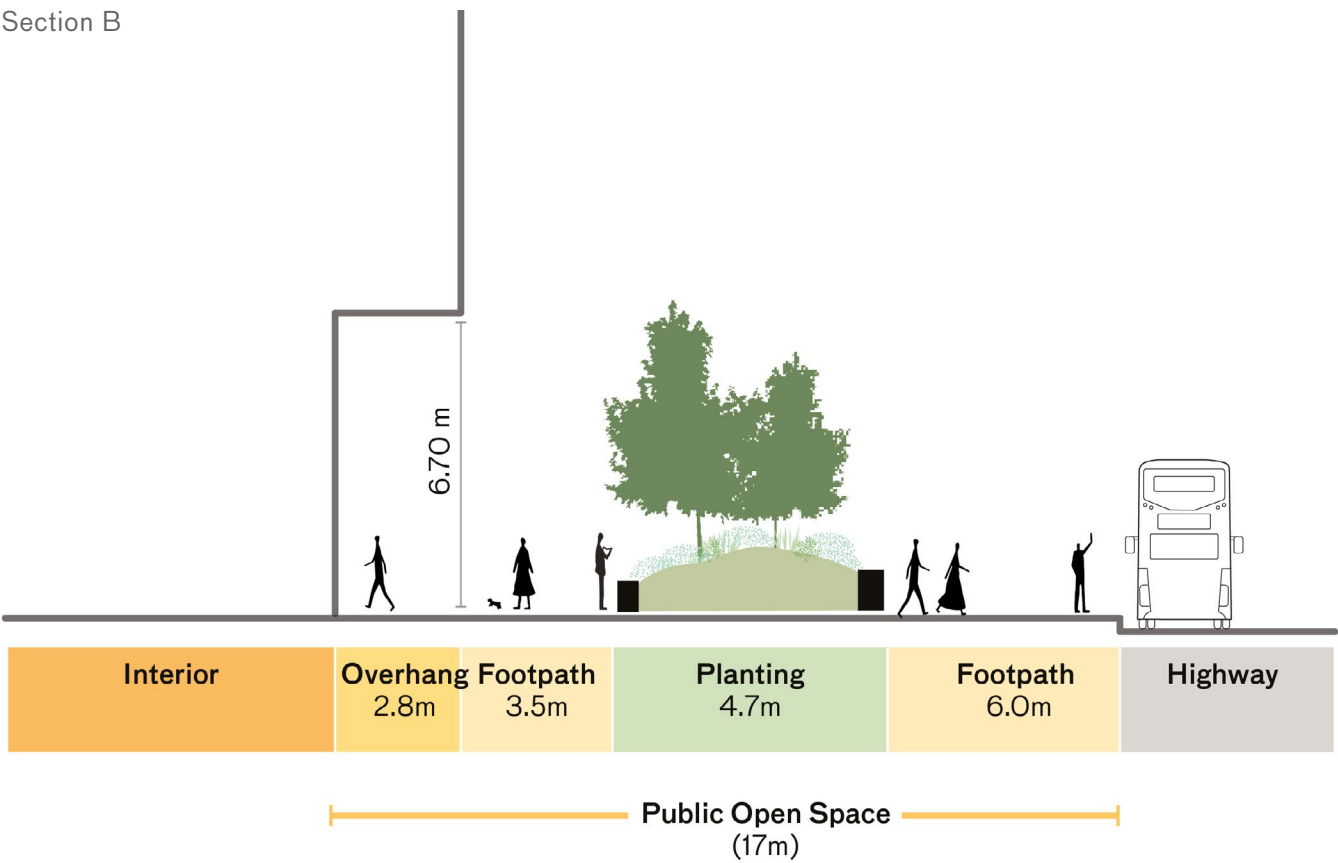 Section B
6.70 m
Interior
Overhang
2.8m
Footpath
3.5m
Planting
4.7m
Footpath
6.0m
Highway
Public Open Space
(17m)